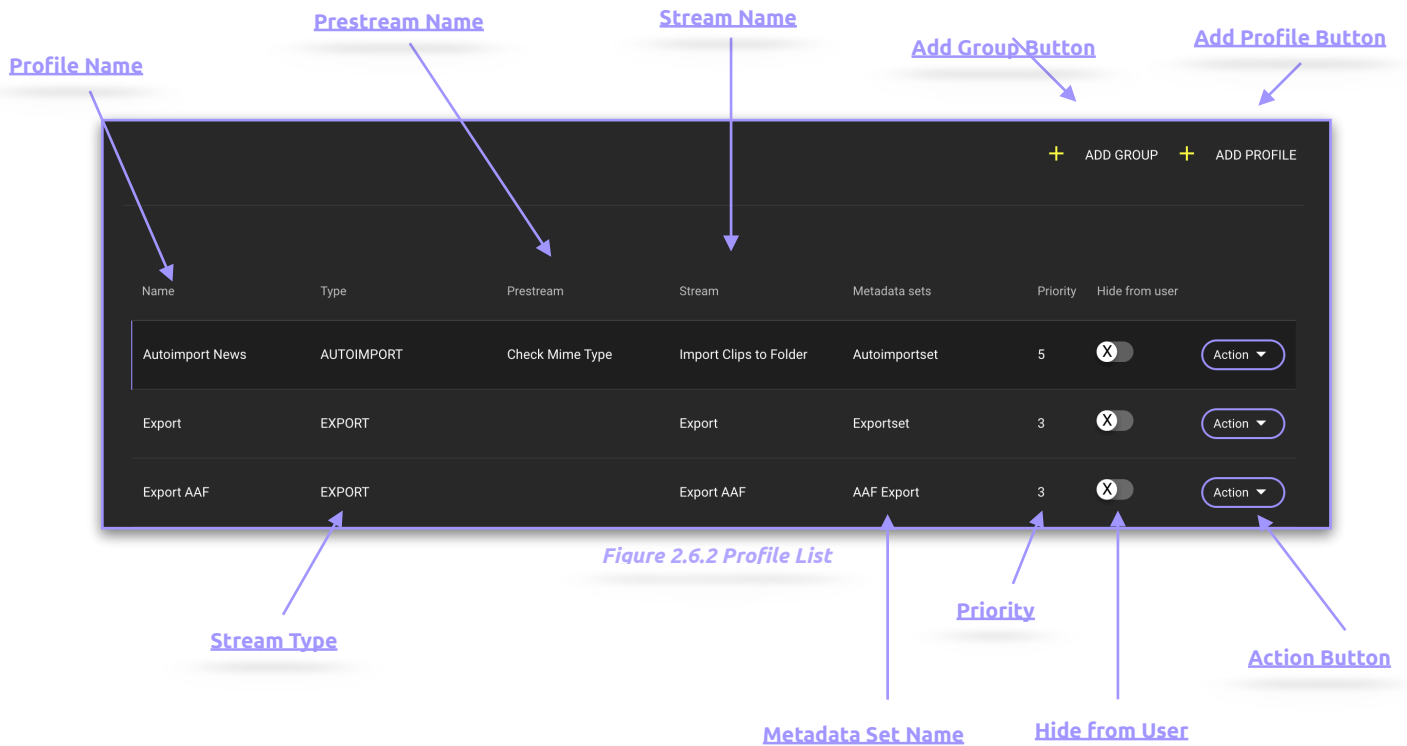 Prestream Name
Stream Name
Add Group Button
Add Profile Button
Profile Name
+ ADD GROUP + ADD PROFILE
Name Type Prestream Stream Metadata sets Priority Hide from user
Autoimport News AUTOIMPORT Check Mime Type Import Clips to Folder Autoimportset 5 X Action
Export EXPORT Export Exportset 3 X Action
Export AAF EXPORT Export AAF AAF Export 3 X Action
Figure 2.6.2 Profile List
Priority
Stream Type
Action Button
Metadata Set Name
Hide from User